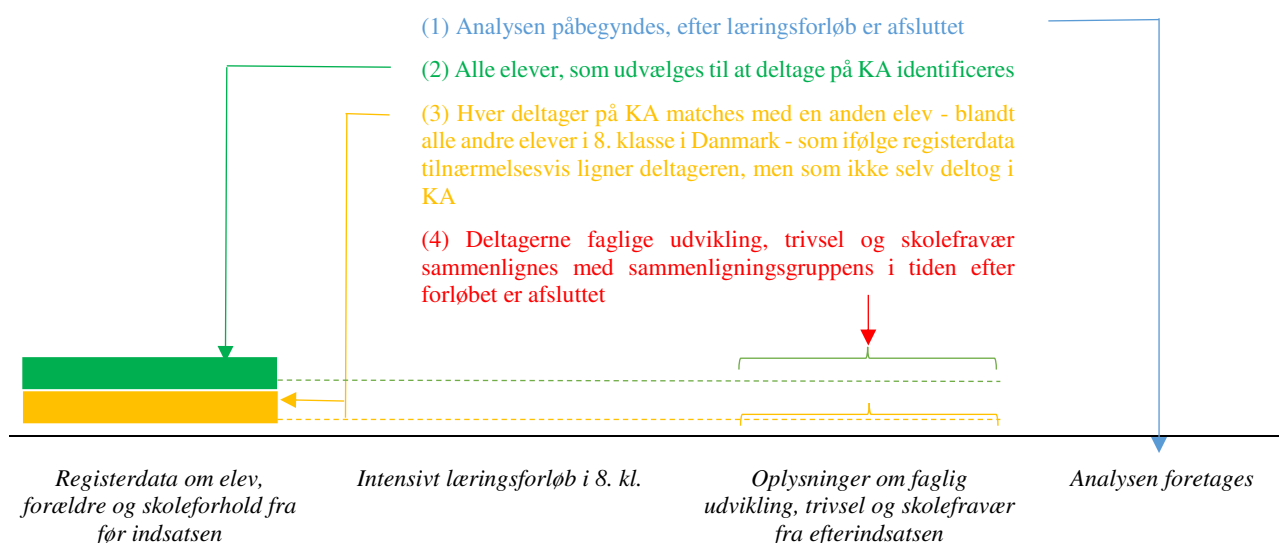 (1) Analysen påbegyndes, efter læringsforløb er afsluttet
(2) Alle elever, som udvælges til at deltage på KA identificeres
(3) Hver deltager på KA matches med en anden elev - blandt
alle andre elever i 8. klasse i Danmark - som ifølge registerdata
tilnærmelsesvis ligner deltageren, men som ikke selv deltog i
KA
(4) Deltagerne faglige udvikling, trivsel og skolefravær
sammenlignes med sammenligningsgruppens i tiden efter
forløbet er afsluttet
Registerdata om elev,
forældre og skoleforhold fra
før indsatsen
Intensivt læringsforløb i 8. kl.
Oplysninger om faglig
udvikling, trivsel og skolefravær
fra efterindsatsen
Analysen foretages